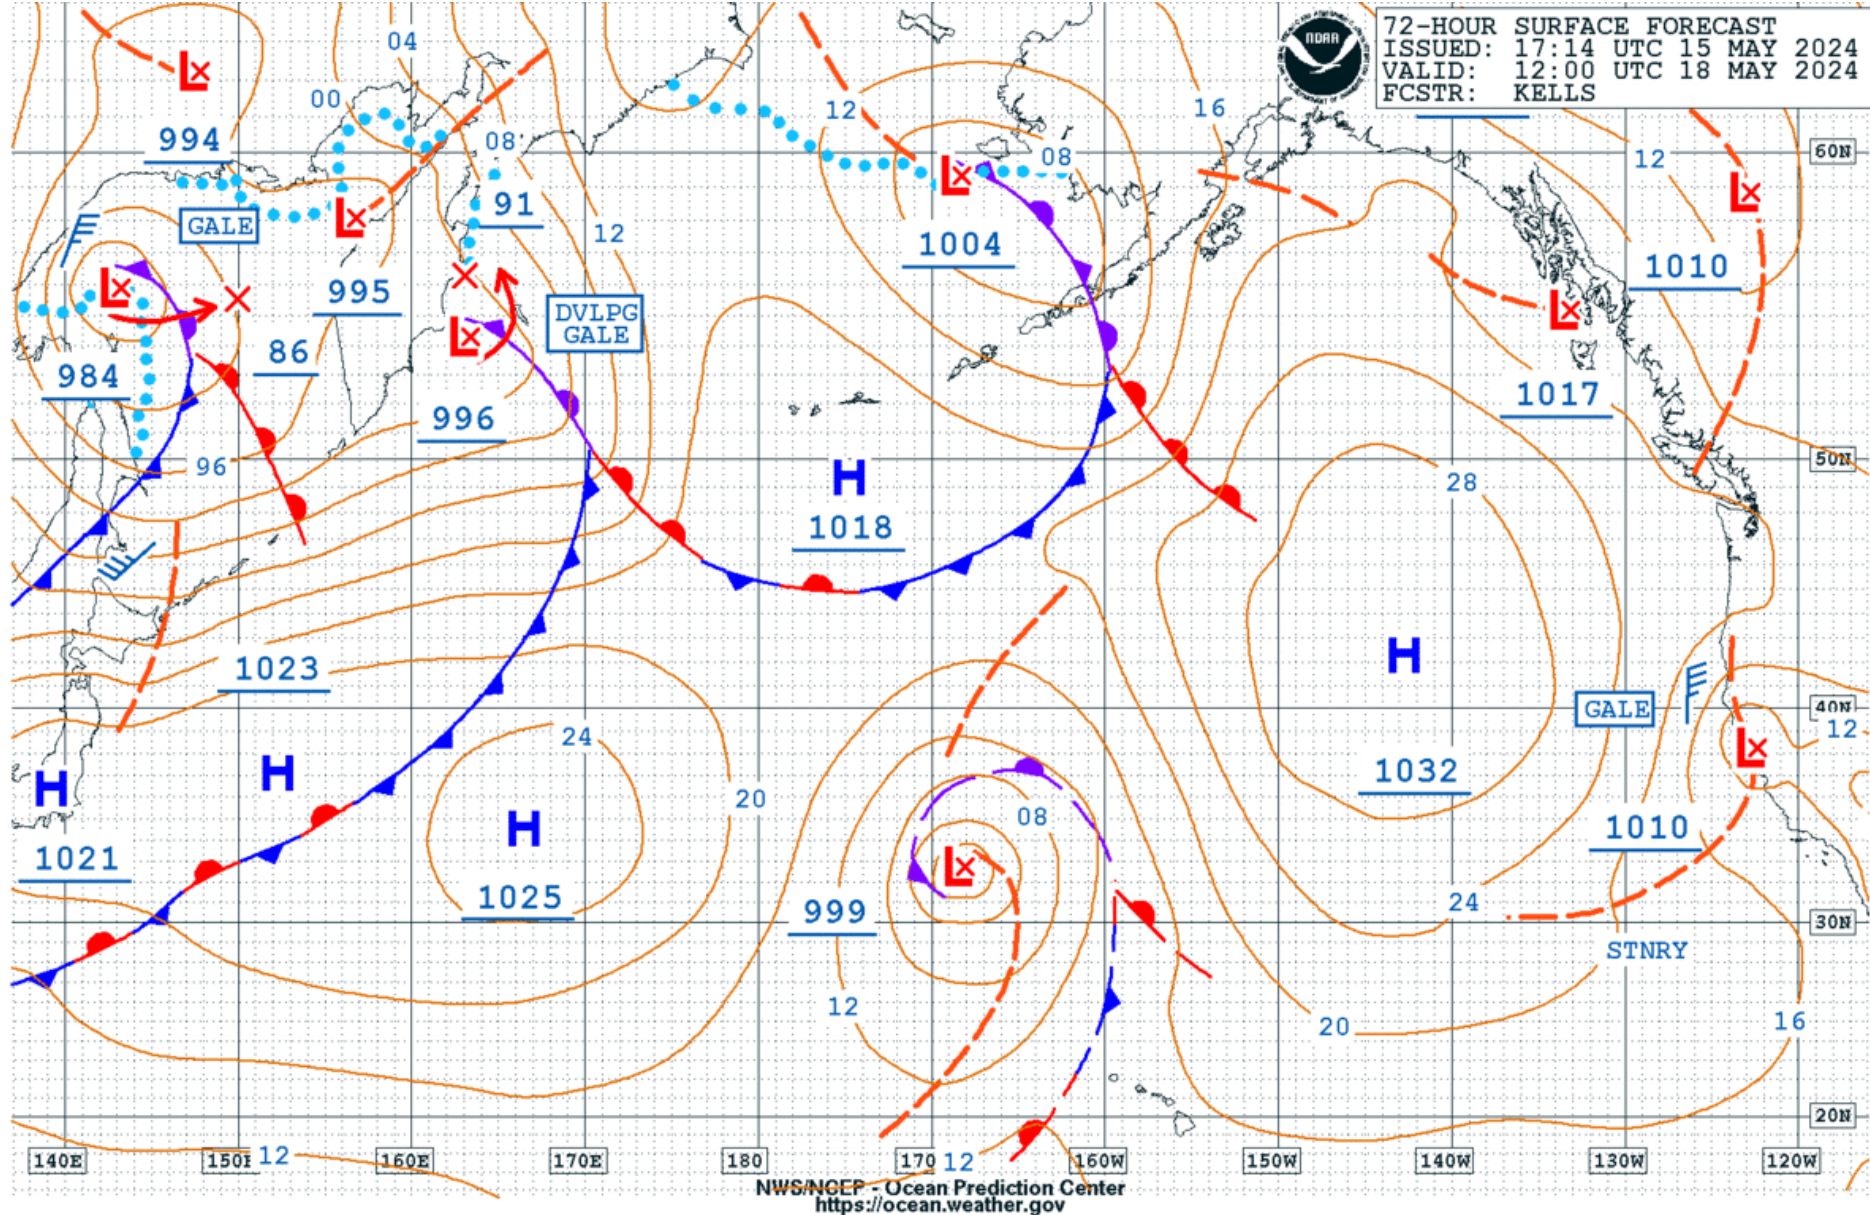 NOAA
72-HOUR SURFACE FORECAST
ISSUED: 17:14 UTC 15 MAY 2024
VALID: 12:00 UTC 18 MAY 2024
FCSTR: KELLS
04
L
00
12
16
994
08
08
12
60N
L
L
L
91
GALE
L
12
1004
1010
L
995
DVLPG
GALE
L
L
86
984
1017
996
96
H
50N
28
1018
H
1023
GALE
40N
12
24
L
H
H
1032
20
H
08
1010
1021
L
1025
24
999
30N
STNRY
12
20
16
20N
12
12
140E
150E
160E
170E
180
170
160W
150W
140W
130W
120W
NWS/NCEP - Ocean Prediction Center
https://ocean.weather.gov